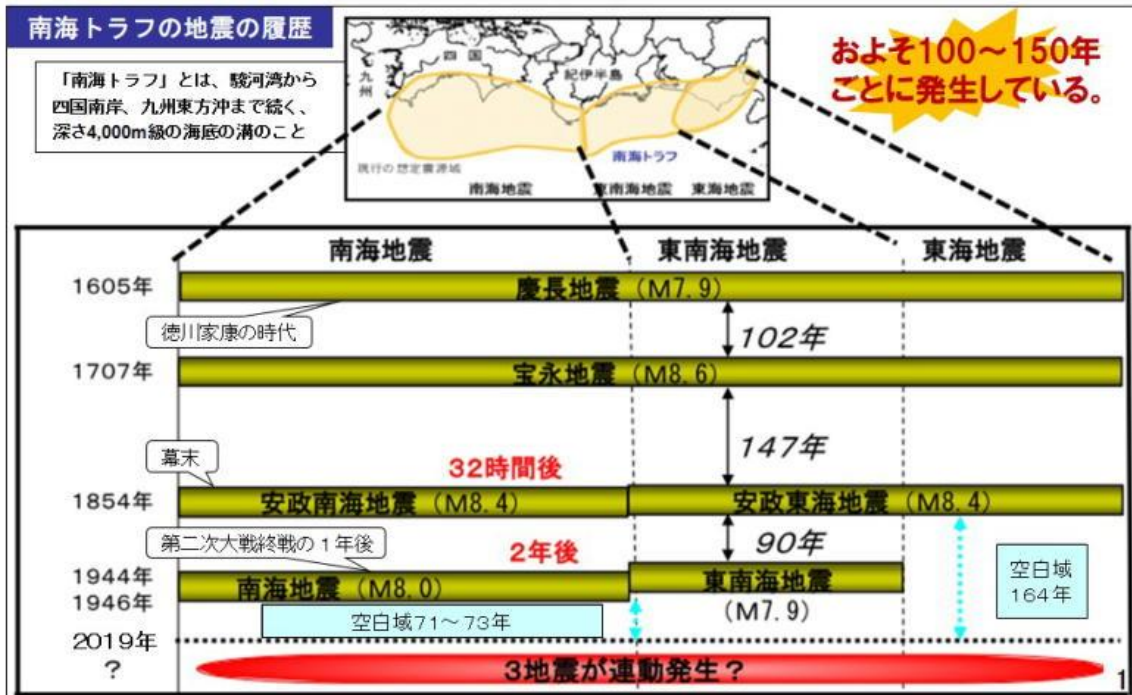 南海トラフの地震の履歴
「南海トラフ」とは、駿河湾から
四国南岸、九州東方沖まで続く、
深さ4,000m級の海底の溝のこと
四国
九州
紀伊半島
南海トラフ
現行の想定震源域
南海地震
東南海地震
東海地震
およそ100～150年
ごとに発生している。
南海地震
東南海地震
東海地震
1605年
慶長地震（M7.9）
徳川家康の時代
102年
1707年
宝永地震（M8.6）
147年
幕末
32時間後
1854年
安政南海地震（M8.4）
安政東海地震（M8.4）
第二次大戦終戦の1年後
2年後
90年
空白域
164年
1944年
1946年
南海地震（M8.0）
東南海地震
（M7.9）
空白域71～73年
2019年
?
3地震が連動発生?
1